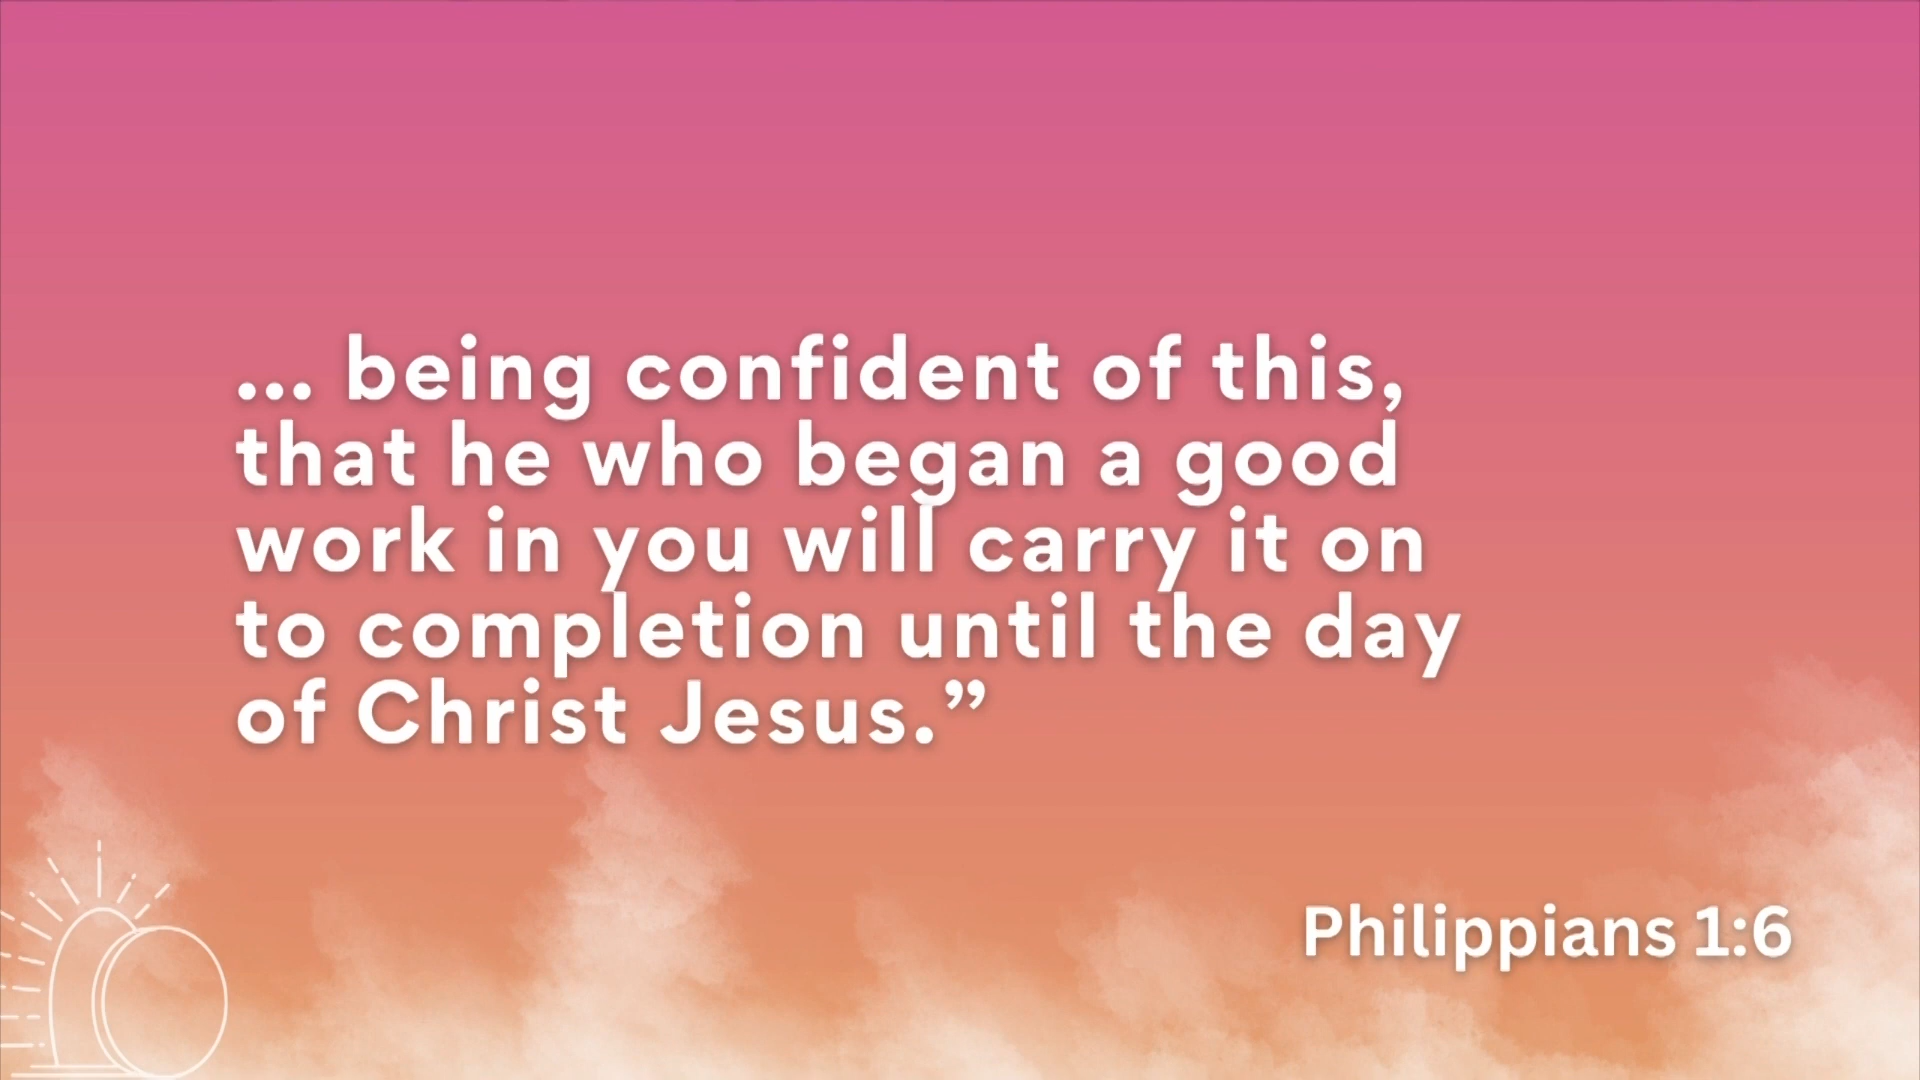 ... being confident of this,
that he who began a good
work in you will carry it on
to completion until the day
of Christ Jesus.”
Philippians 1:6